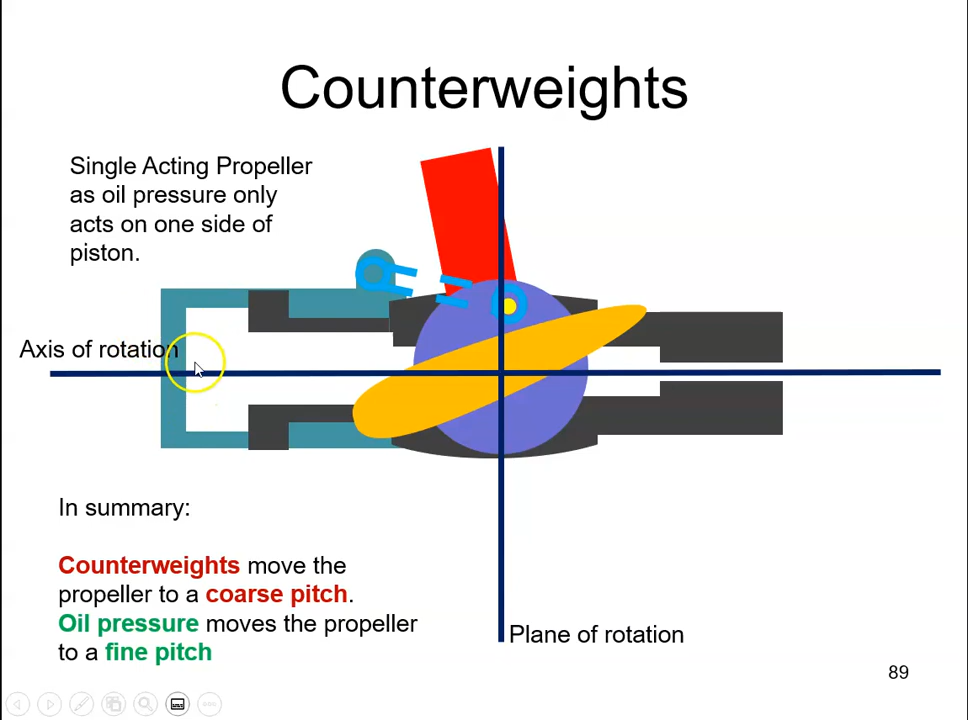 Counterweights
Single Acting Propeller
as oil pressure only
acts on one side of
piston.
Axis of rotation
In summary:
Counterweights move the
propeller to a coarse pitch.
Oil pressure moves the propeller
to a fine pitch
Plane of rotation
89